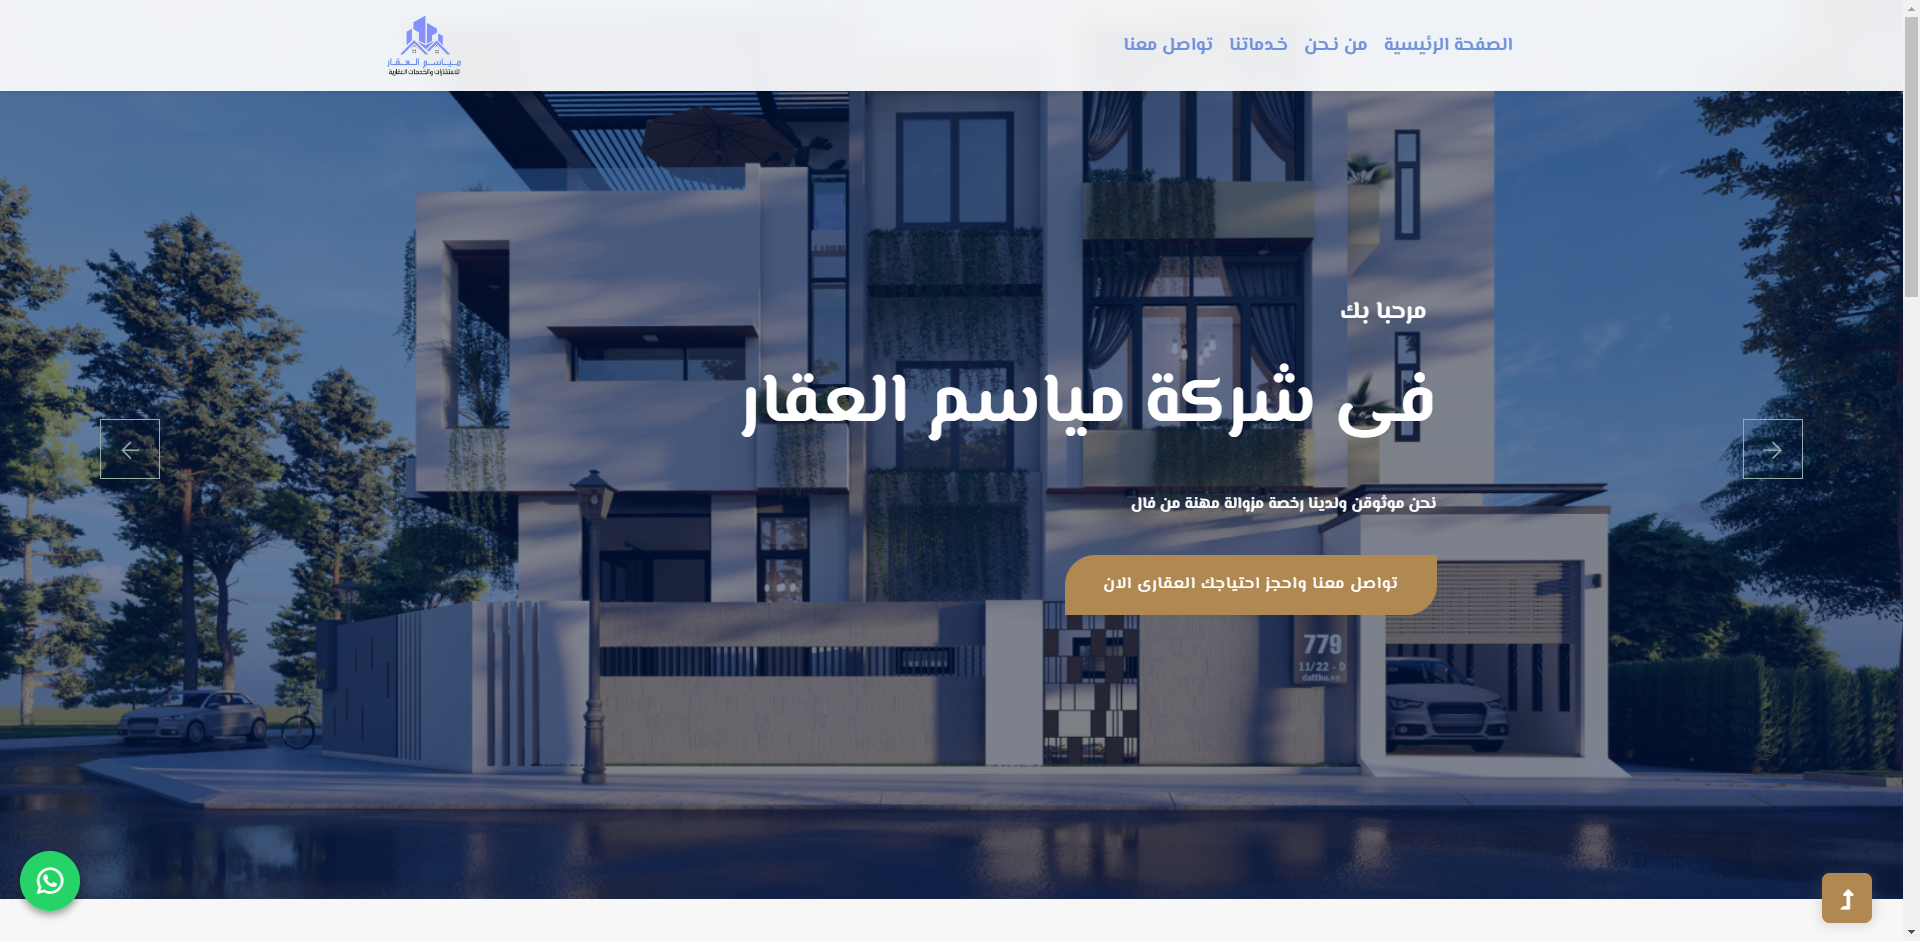 الصفحة الرئيسية
من نحن
خدماتنا
تواصل معنا
مياسم العقار
للاستشارات والخدمات العقارية
مرحبا بك
فى شركة مياسم العقار
نحن موثوقن ولدينا رخصة مزوالة مهنة من فال
تواصل معنا واحجز احتياجك العقارى الان
779
11/22 - D
datthu.vn